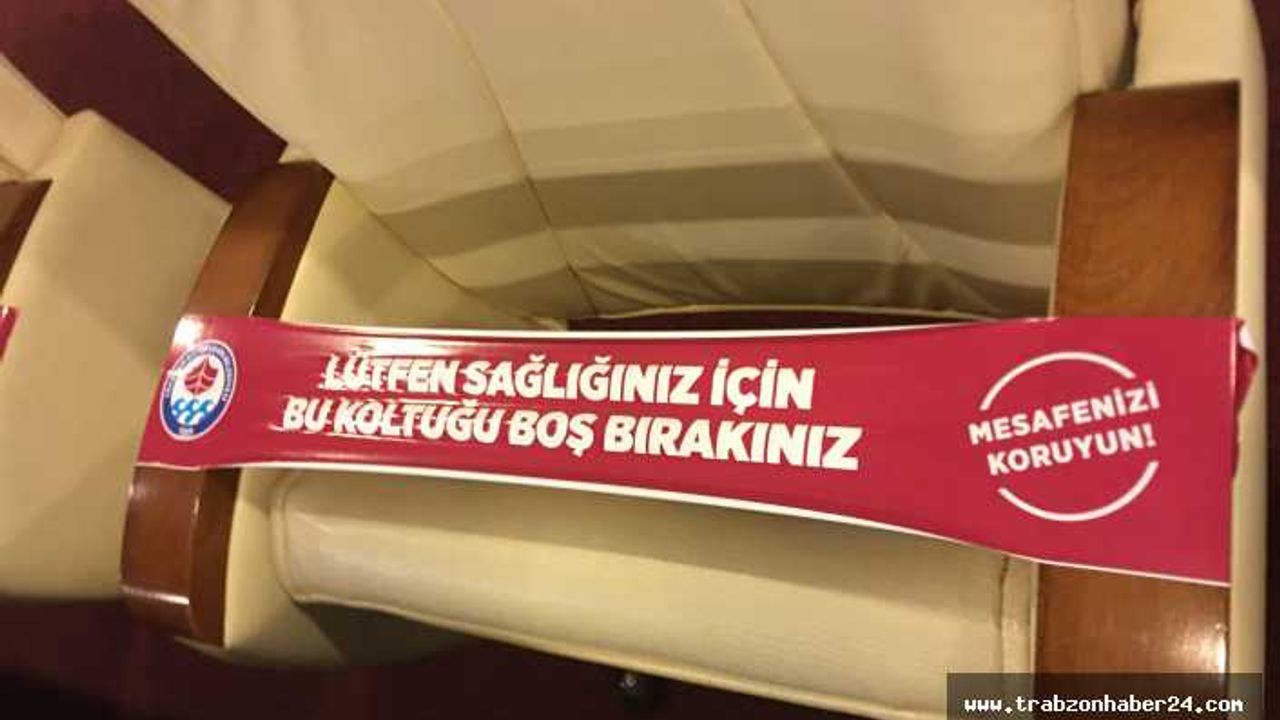 LÜTFEN SAĞLIĞINIZ İÇİN
BU KOLTUĞU BOŞ BIRAKINIZ
MESAFENİZİ
KORUYUN!
www.trabzonhaber24.com